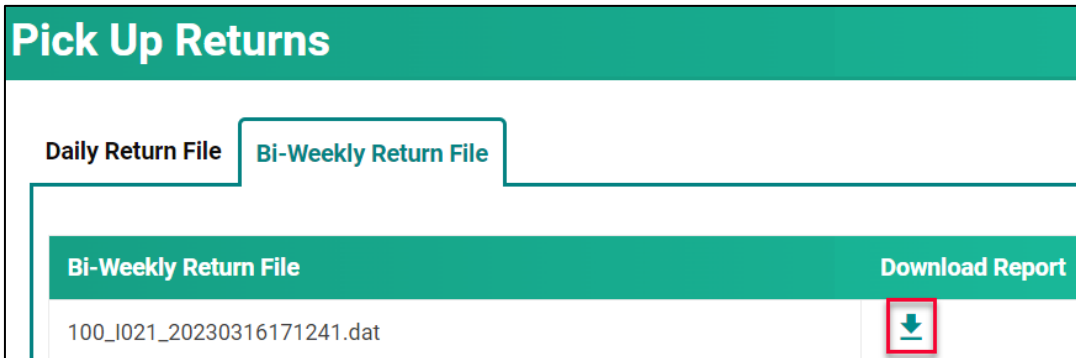 Pick Up Returns
Daily Return File Bi-Weekly Return File
Bi-Weekly Return File Download Report
100_I021_20230316171241.dat